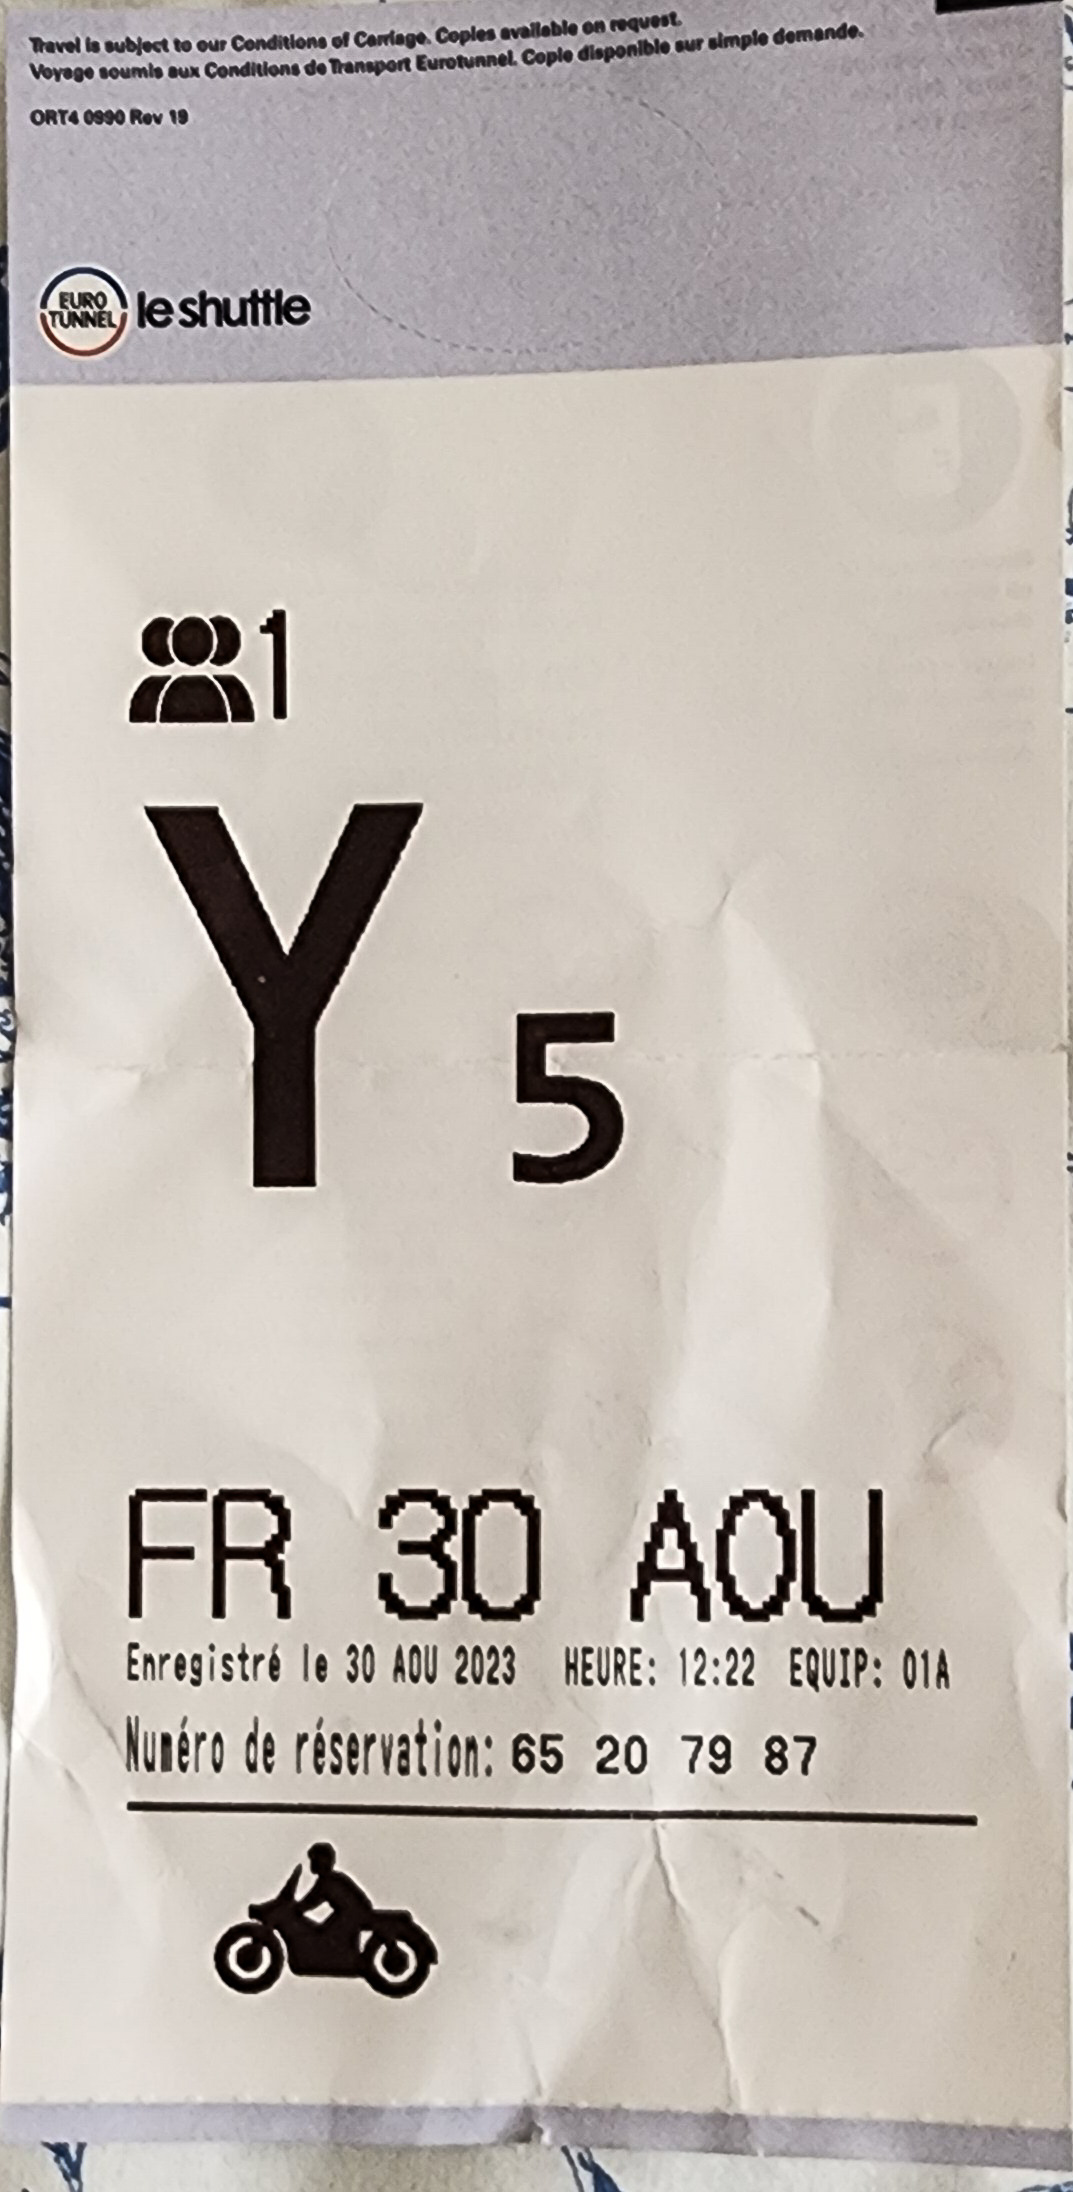 Travel is subject to our Conditions of Carriage. Copies available on request.
Voyage soumis aux Conditions de Transport Eurotunnel. Copie disponible sur simple demande.
ORT4 0990 Rev 19
EURO
TUNNEL
le shuttle
1
Y 5
FR 30 AOU
Enregistré le 30 AOU 2023 HEURE: 12:22 EQUIP: 01A
Numéro de réservation: 65 20 79 87